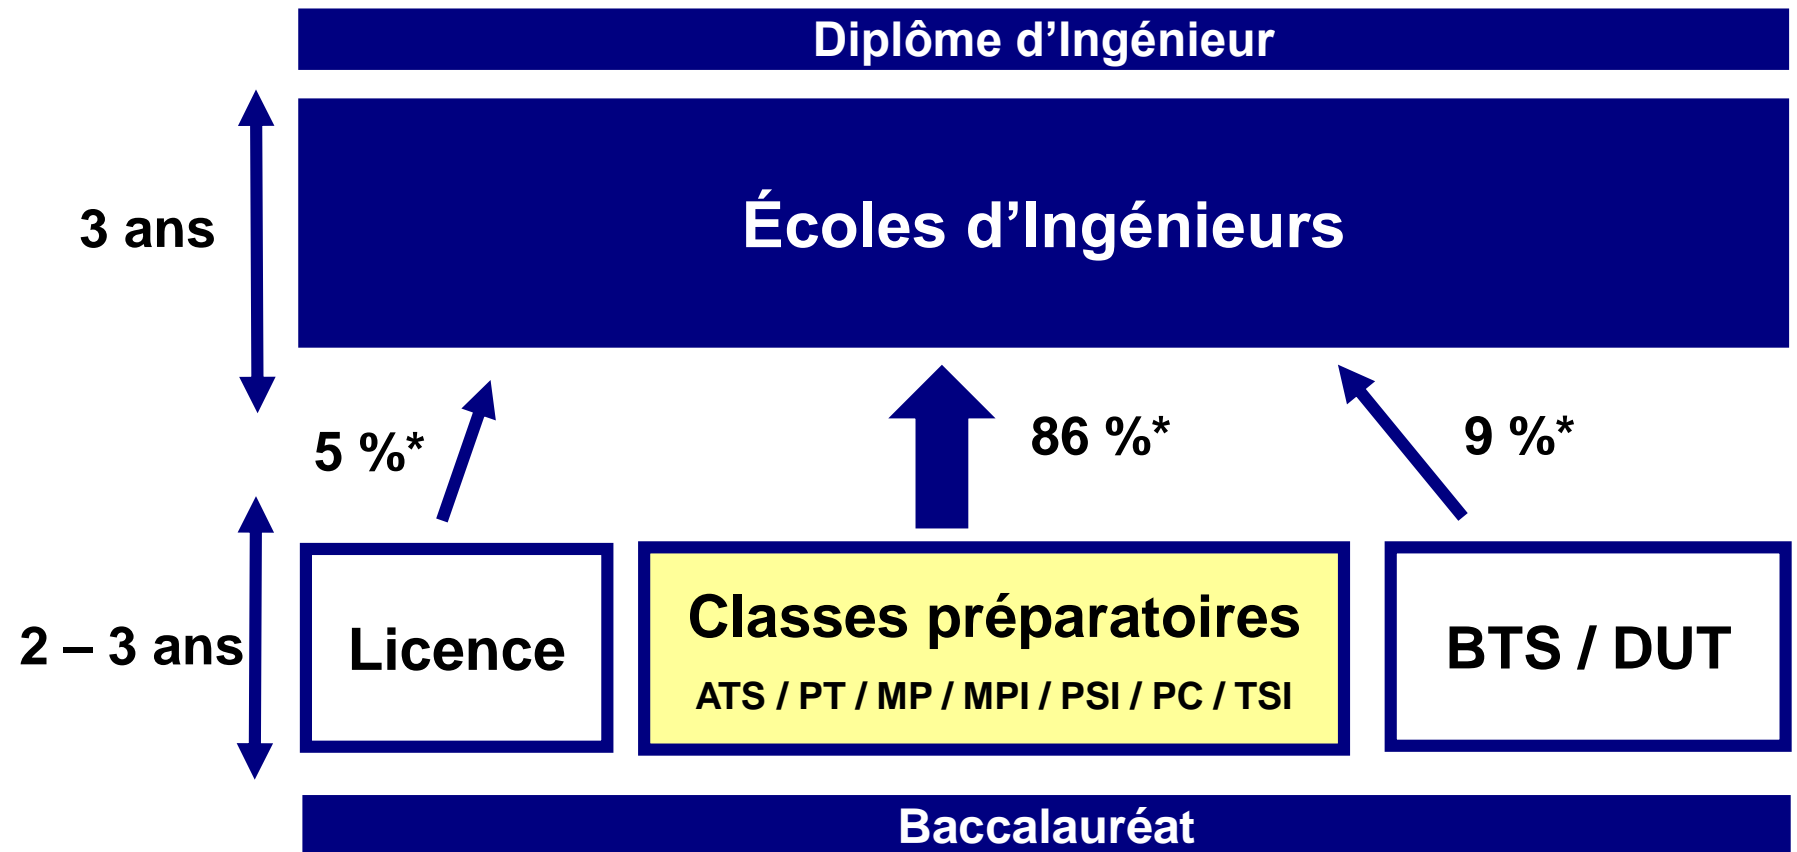 Diplôme d’Ingénieur
3 ans
Écoles d’Ingénieurs
5 %*
86 %*
9 %*
2 – 3 ans
Licence
Classes préparatoires
ATS / PT / MP / MPI / PSI / PC / TSI
BTS / DUT
Baccalauréat